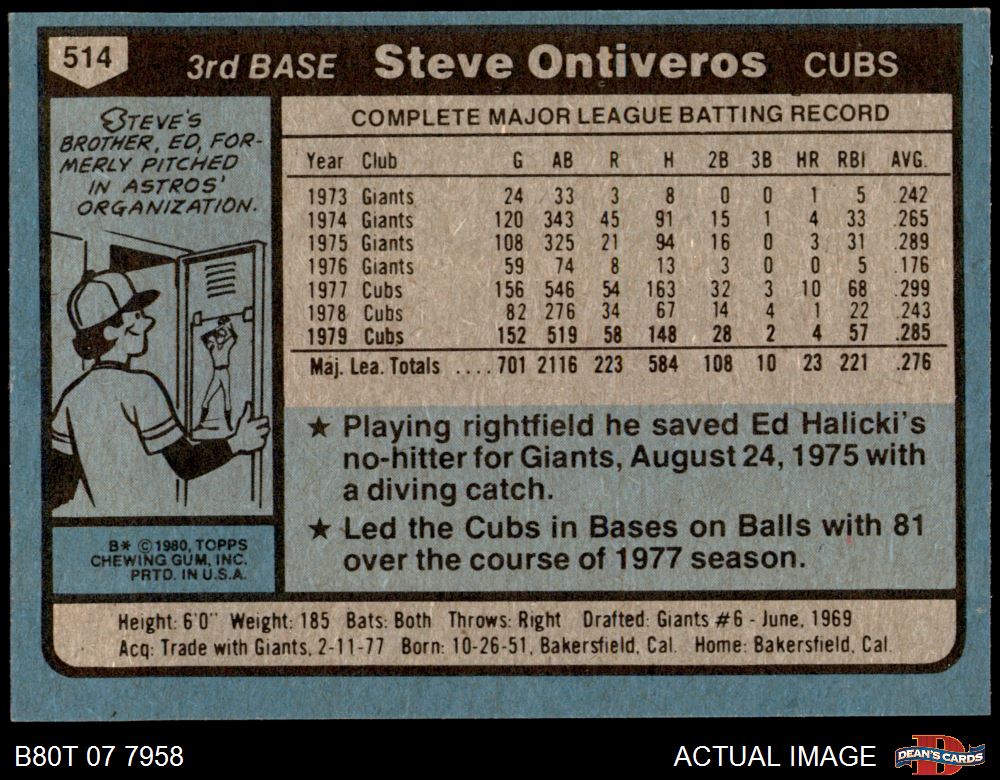 514
3rd BASE Steve Ontiveros CUBS
STEVE'S
BROTHER, ED, FOR-
MERLY PITCHED
IN ASTROS'
ORGANIZATION.
B* ©1980, TOPPS
CHEWING GUM, INC.
PRTD. IN U.S.A.
COMPLETE MAJOR LEAGUE BATTING RECORD
Year Club G AB R H 2B 3B HR RBI AVG.
1973 Giants 24 33 3 8 0 0 1 5 .242
1974 Giants 120 343 45 91 15 1 4 33 .265
1975 Giants 108 325 21 94 16 0 3 31 .289
1976 Giants 59 74 8 13 3 0 0 5 .176
1977 Cubs 156 546 54 163 32 3 10 68 .299
1978 Cubs 82 276 34 67 14 4 1 22 .243
1979 Cubs 152 519 58 148 28 2 4 57 .285
Maj. Lea. Totals ....701 2116 223 584 108 10 23 221 .276
★ Playing rightfield he saved Ed Halicki's
no-hitter for Giants, August 24, 1975 with
a diving catch.
★ Led the Cubs in Bases on Balls with 81
over the course of 1977 season.
Height: 6'0" Weight: 185 Bats: Both Throws: Right Drafted: Giants #6 - June, 1969
Acq: Trade with Giants, 2-11-77 Born: 10-26-51, Bakersfield, Cal. Home: Bakersfield, Cal.
B80T 07 7958
ACTUAL IMAGE
DEAN'S CARDS